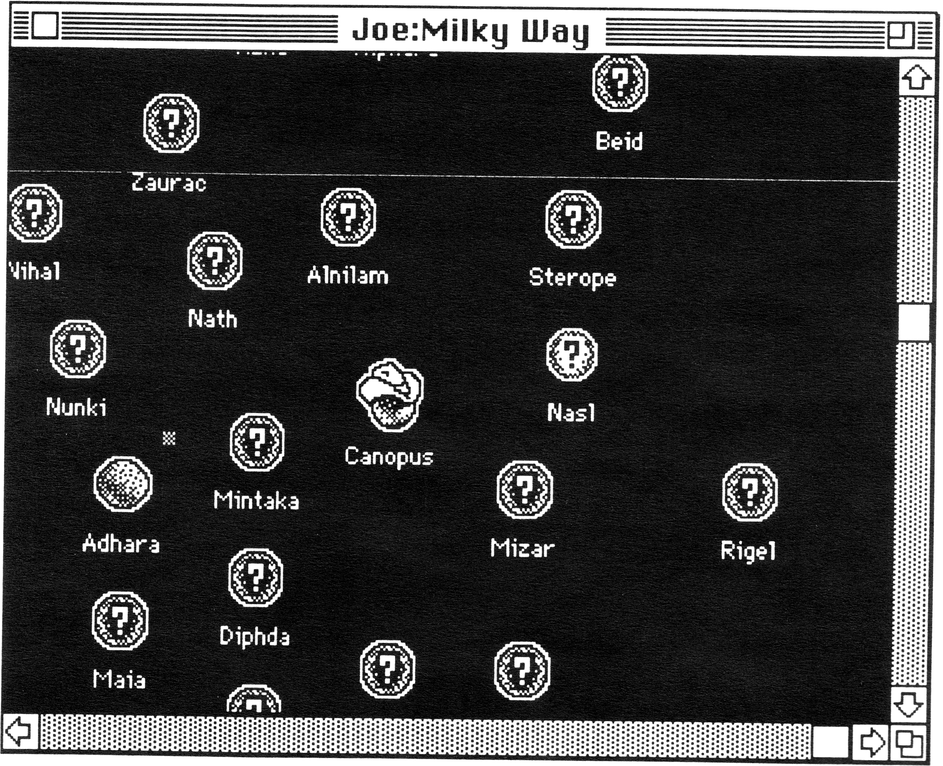 Joe:Milky Way
Beid
Zaurac
Nihal
Alnilam
Sterope
Nath
Nunki
Nasl
Canopus
Mintaka
Adhara
Mizar
Rigel
Diphda
Maia